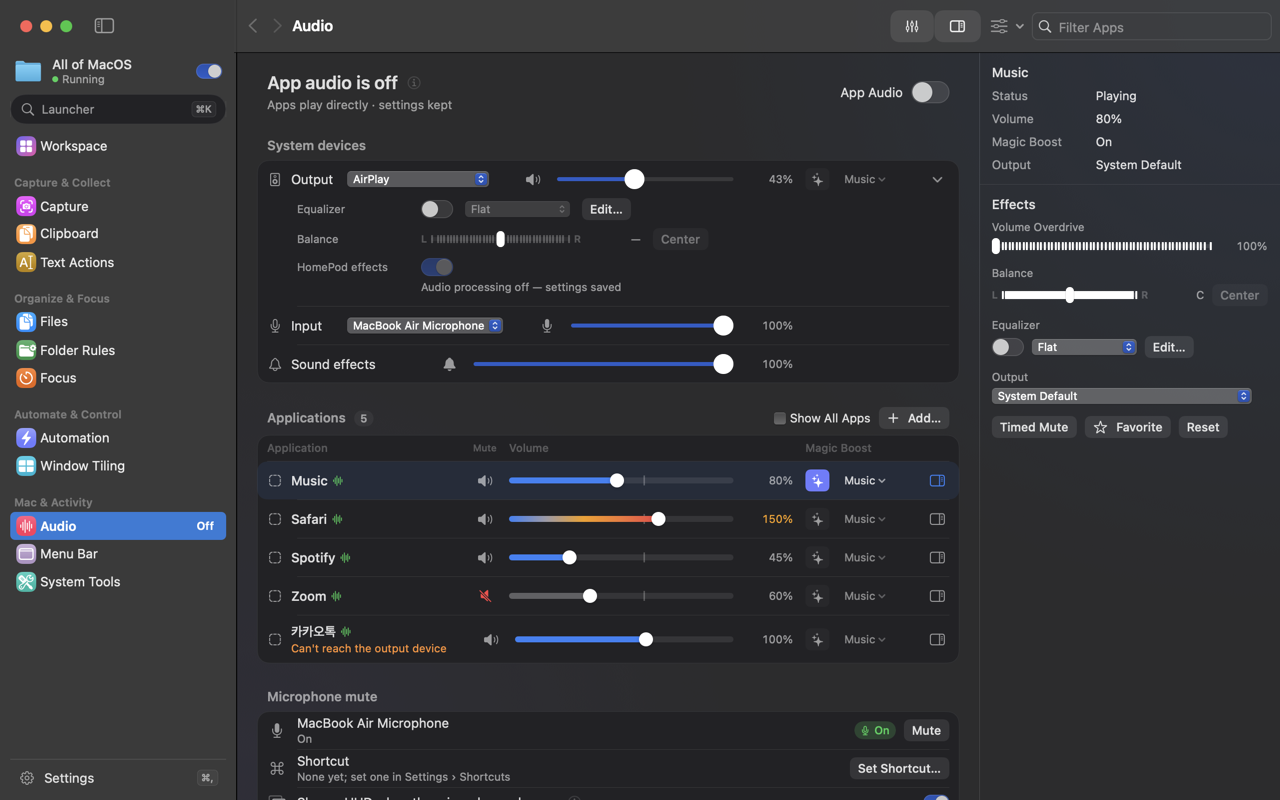 Audio
Filter Apps
All of MacOS
Running
Launcher
⌘K
Workspace
Capture & Collect
Capture
Clipboard
Text Actions
Organize & Focus
Files
Folder Rules
Focus
Automate & Control
Automation
Window Tiling
Mac & Activity
Audio Off
Menu Bar
System Tools
Settings
⌘,
App audio is off
Apps play directly · settings kept
App Audio
System devices
Output AirPlay 43% Music
Equalizer Flat Edit...
Balance L R – Center
HomePod effects
Audio processing off — settings saved
Input MacBook Air Microphone 100%
Sound effects 100%
Applications 5 Show All Apps + Add...
Application Mute Volume Magic Boost
Music 80% Music
Safari 150% Music
Spotify 45% Music
Zoom 60% Music
카카오톡 100% Music
Can't reach the output device
Microphone mute
MacBook Air Microphone On Mute
On
Shortcut Set Shortcut...
None yet; set one in Settings › Shortcuts
Music
Status Playing
Volume 80%
Magic Boost On
Output System Default
Effects
Volume Overdrive
100%
Balance
L R C Center
Equalizer
Flat Edit...
Output
System Default
Timed Mute Favorite Reset